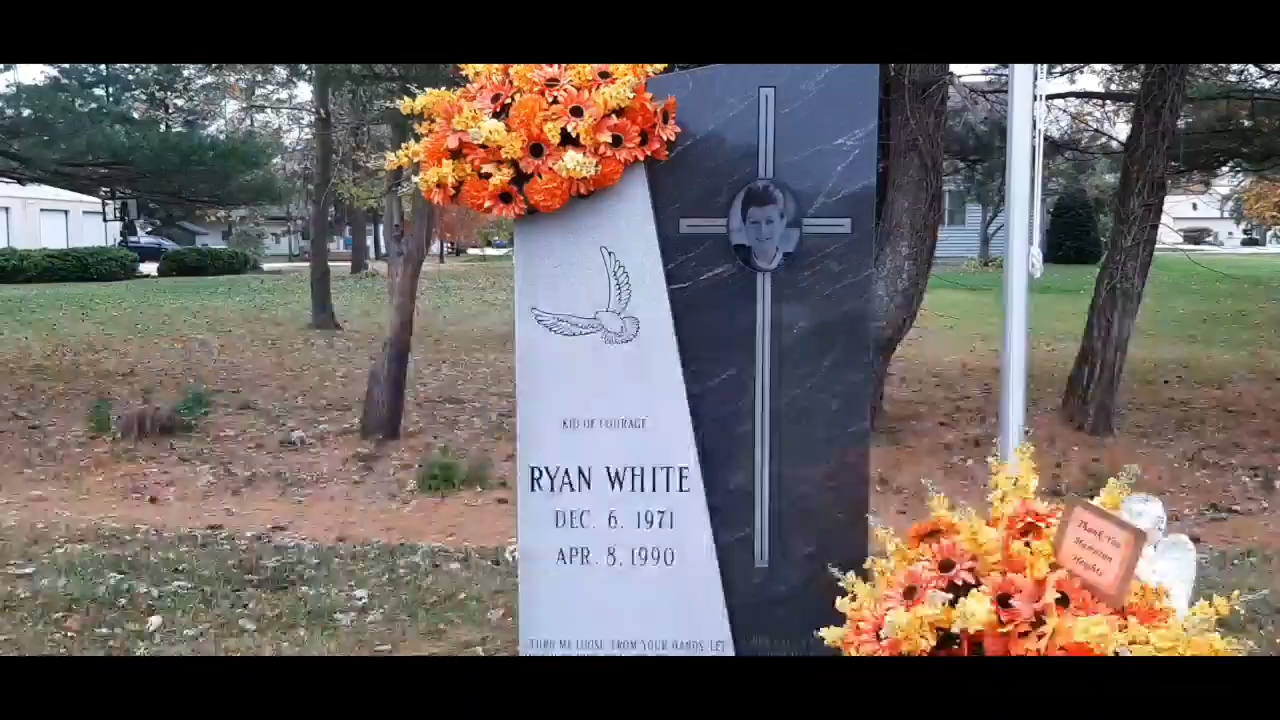 KID OF COURAGE
RYAN WHITE
DEC. 6, 1971
APR. 8, 1990
TURN ME LOOSE FROM YOUR HANDS, LET
Thank You
Hampton
Heights